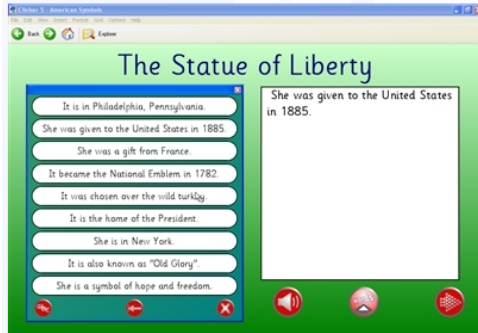 Clicker 5 - American Symbols
File Edit View Insert Format Grid Options Help
Back Explorer
The Statue of Liberty
It is in Philadelphia, Pennsylvania.
She was given to the United States in 1885.
She was a gift from France.
It became the National Emblem in 1782.
It was chosen over the wild turkey.
It is the home of the President.
She is in New York.
It is also known as "Old Glory".
She is a symbol of hope and freedom.
She was given to the United States
in 1885.